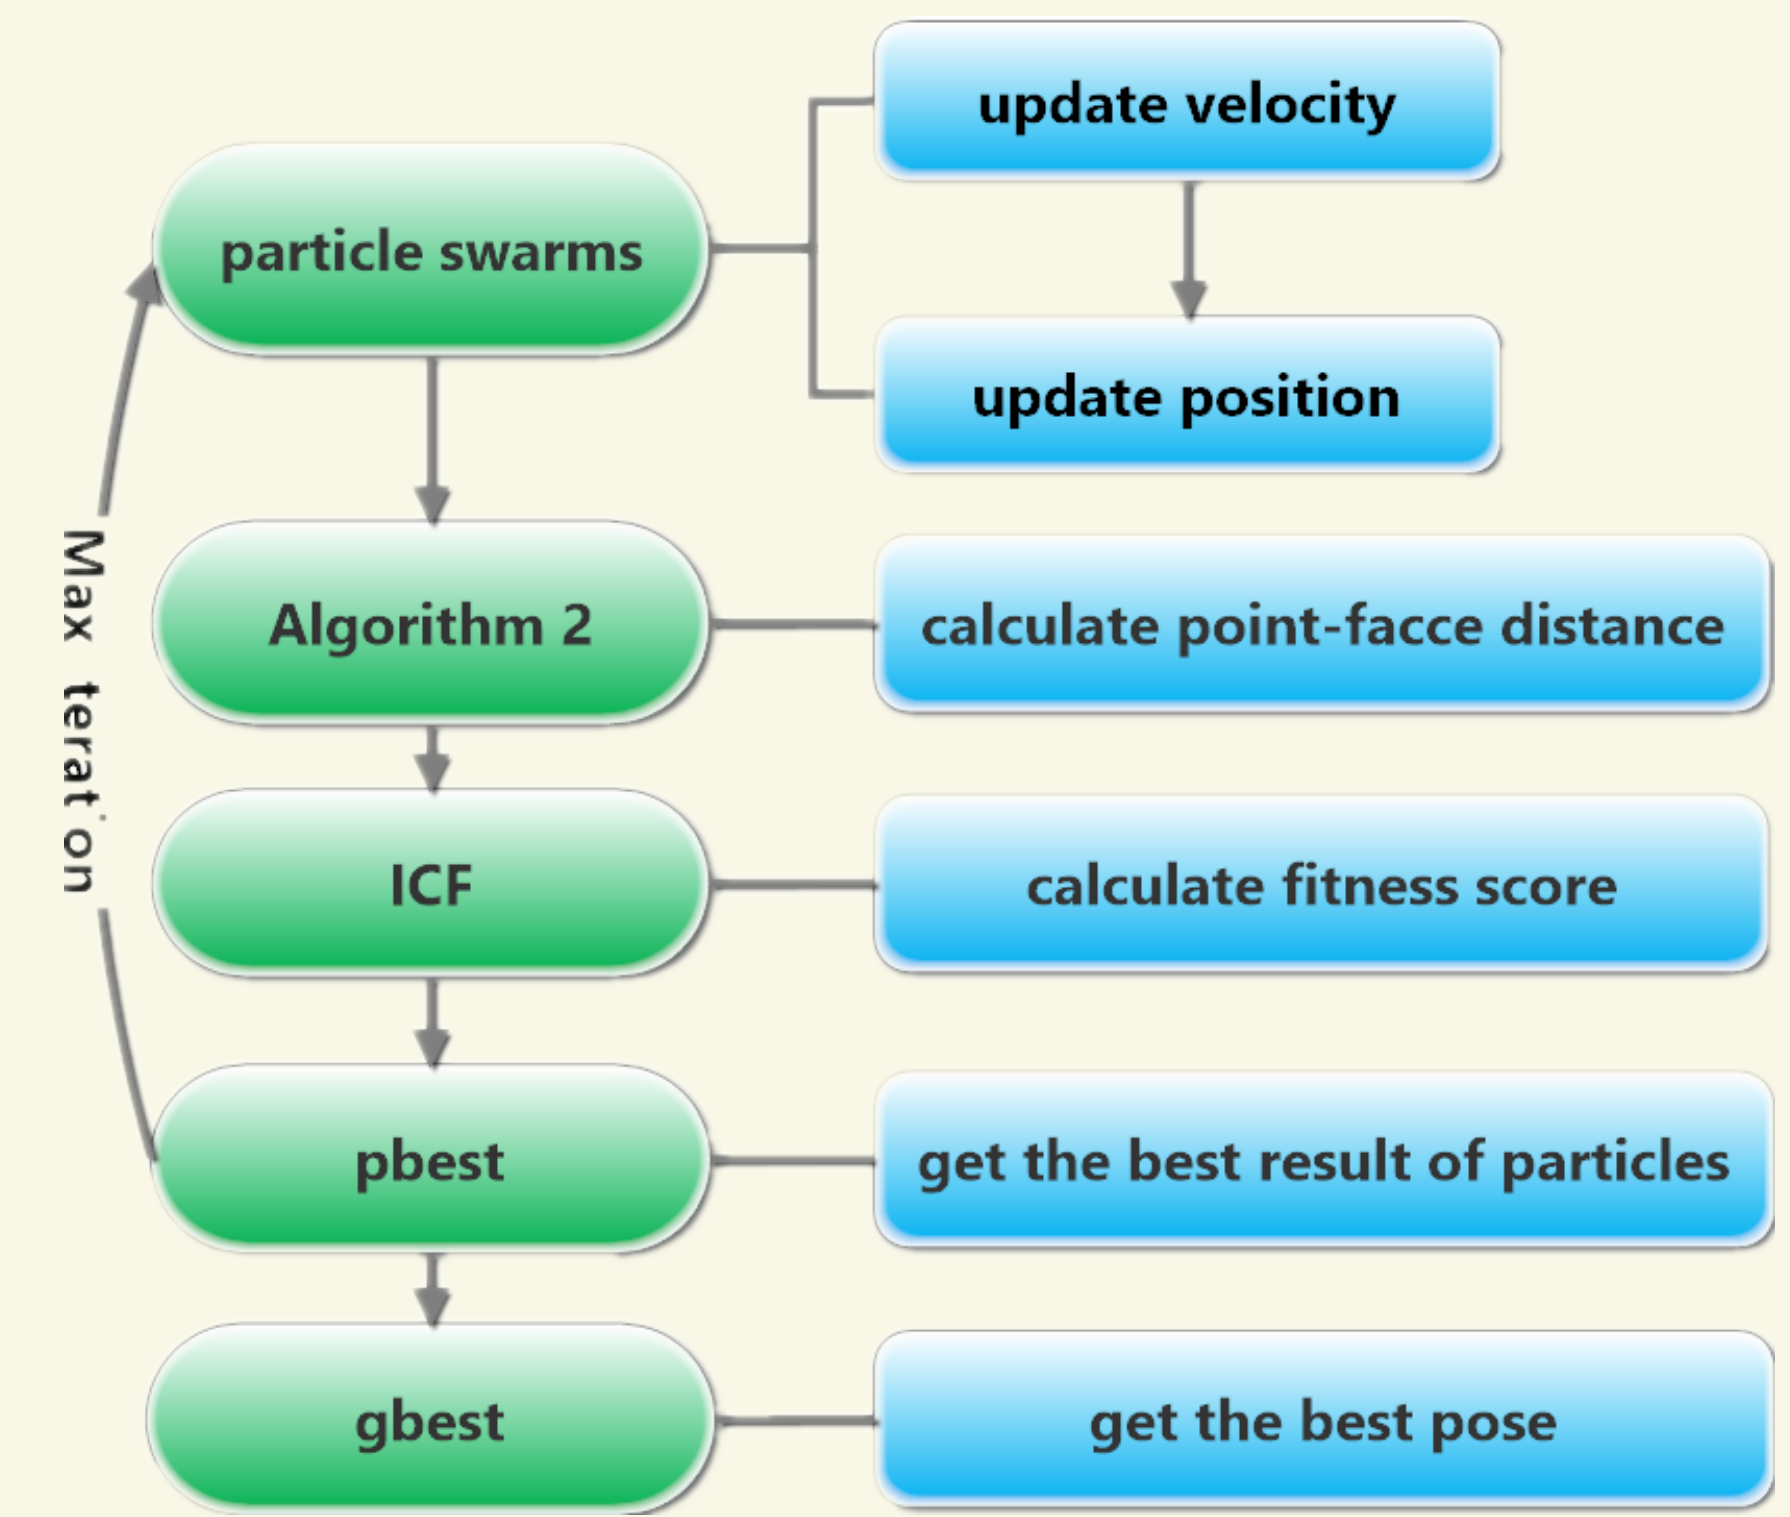 update velocity
particle swarms
update position
Max terat on
Algorithm 2
calculate point-facce distance
ICF
calculate fitness score
pbest
get the best result of particles
gbest
get the best pose